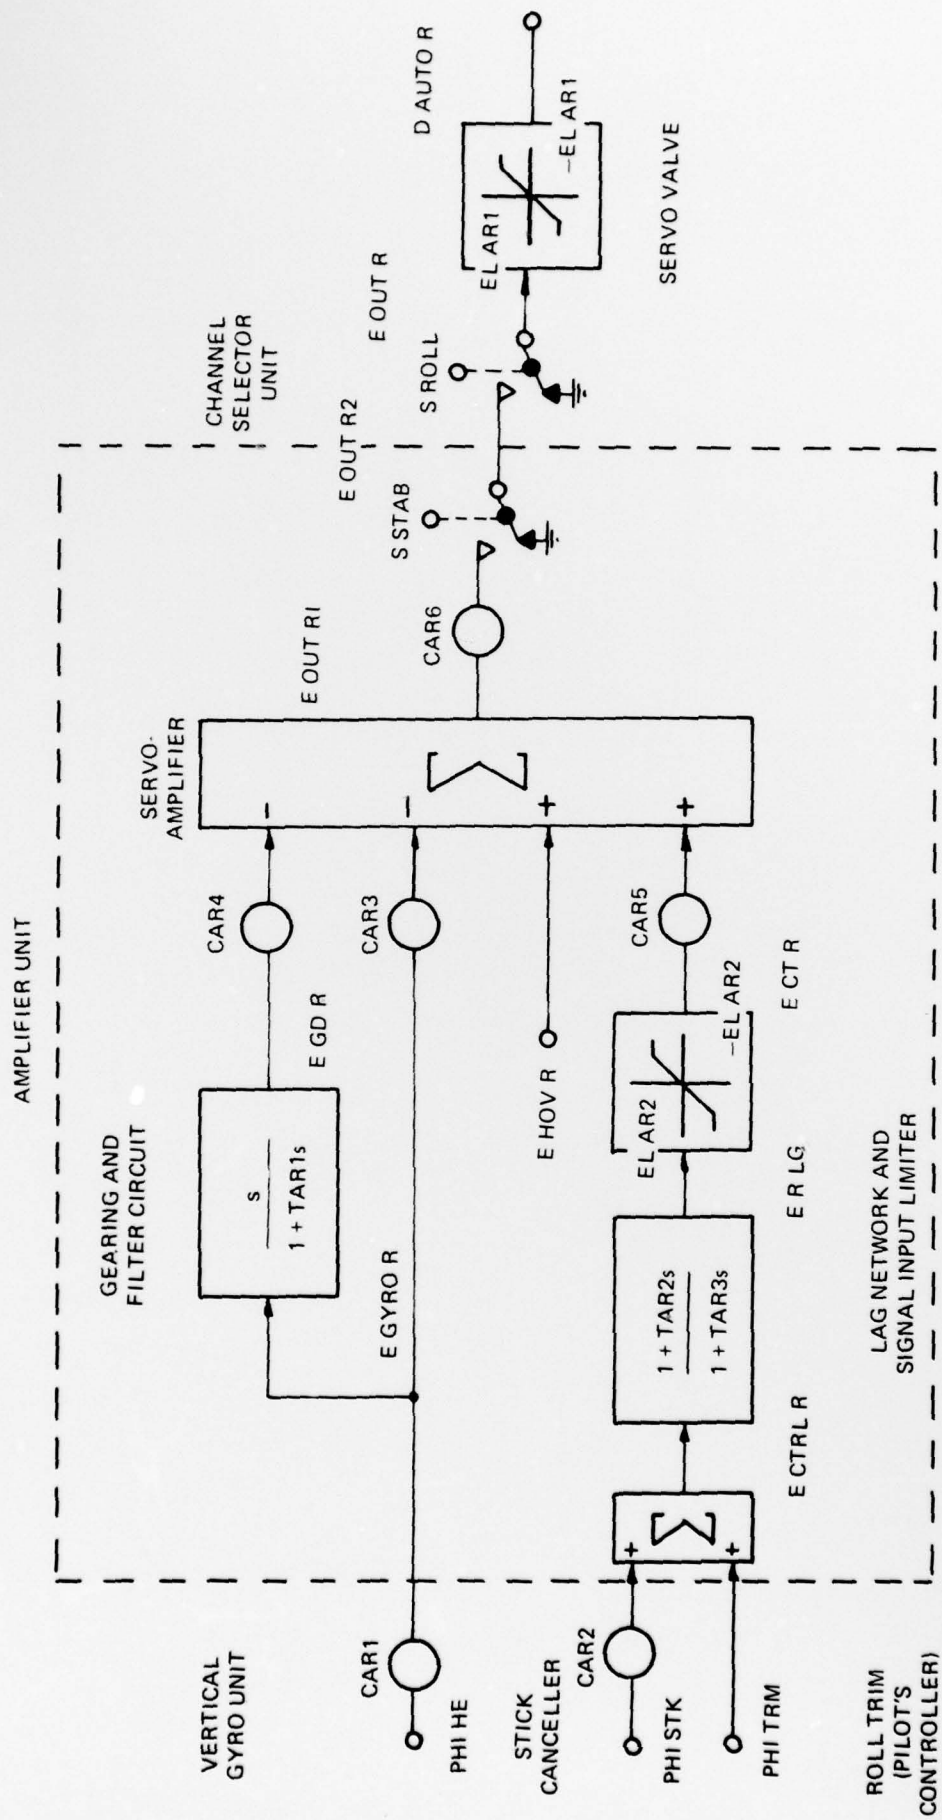 AMPLIFIER UNIT
VERTICAL
GYRO UNIT
CAR1
PHI HE
STICK
CANCELLER
CAR2
PHI STK
PHI TRM
ROLL TRIM
(PILOT'S
CONTROLLER)
GEARING AND
FILTER CIRCUIT
s
1 + TAR1s
E GYRO R
E GD R
CAR4
CAR3
E HOV R
+
+
Σ
E CTRL R
1 + TAR2s
1 + TAR3s
E R LG
EL AR2
-EL AR2
E CT R
CAR5
LAG NETWORK AND
SIGNAL INPUT LIMITER
SERVO-
AMPLIFIER
-
-
+
+
Σ
E OUT R1
CAR6
S STAB
E OUT R2
CHANNEL
SELECTOR
UNIT
S ROLL
E OUT R
EL AR1
-EL AR1
D AUTO R
SERVO VALVE